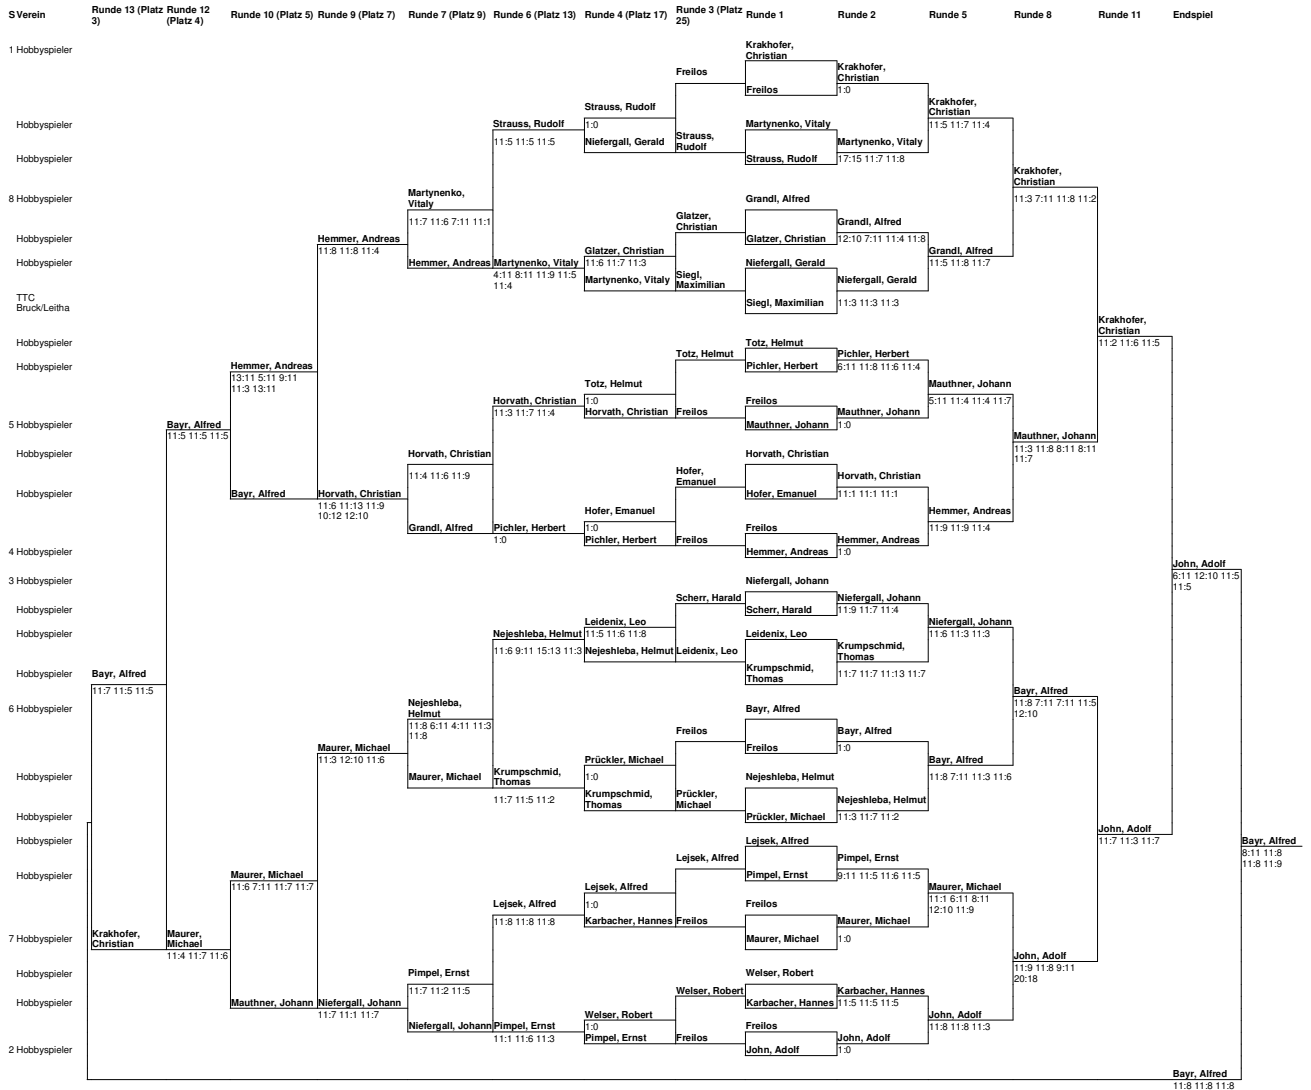 S Verein
Runde 13 (Platz 3)
Runde 12 (Platz 4)
Runde 10 (Platz 5)
Runde 9 (Platz 7)
Runde 7 (Platz 9)
Runde 6 (Platz 13)
Runde 4 (Platz 17)
Runde 3 (Platz 25)
Runde 1
Runde 2
Runde 5
Runde 8
Runde 11
Endspiel
1 Hobbyspieler
Hobbyspieler
Hobbyspieler
8 Hobbyspieler
Hobbyspieler
Hobbyspieler
TTC
Bruck/Leitha
Hobbyspieler
Hobbyspieler
5 Hobbyspieler
Hobbyspieler
Hobbyspieler
4 Hobbyspieler
3 Hobbyspieler
Hobbyspieler
Hobbyspieler
Hobbyspieler
6 Hobbyspieler
Hobbyspieler
Hobbyspieler
Hobbyspieler
Hobbyspieler
7 Hobbyspieler
Hobbyspieler
Hobbyspieler
2 Hobbyspieler
Bayr, Alfred
11:7 11:5 11:5
Krakhofer,
Christian
Bayr, Alfred
11:5 11:5 11:5
Maurer,
Michael
11:4 11:7 11:6
Hemmer, Andreas
13:11 5:11 9:11
11:3 13:11
Bayr, Alfred
Maurer, Michael
11:6 7:11 11:7 11:7
Mauthner, Johann
Hemmer, Andreas
11:8 11:8 11:4
Horvath, Christian
11:6 11:13 11:9
10:12 12:10
Maurer, Michael
11:3 12:10 11:6
Niefergall, Johann
11:7 11:1 11:7
Martynenko,
Vitaly
11:7 11:6 7:11 11:1
Hemmer, Andreas
Horvath, Christian
11:4 11:6 11:9
Grandl, Alfred
Nejeshleba,
Helmut
11:8 6:11 4:11 11:3
11:8
Maurer, Michael
Pimpel, Ernst
11:7 11:2 11:5
Niefergall, Johann
Strauss, Rudolf
11:5 11:5 11:5
Martynenko, Vitaly
4:11 8:11 11:9 11:5
11:4
Horvath, Christian
11:3 11:7 11:4
Pichler, Herbert
1:0
Nejeshleba, Helmut
11:6 9:11 15:13 11:3
Krumpschmid,
Thomas
11:7 11:5 11:2
Lejsek, Alfred
11:8 11:8 11:8
Pimpel, Ernst
11:1 11:6 11:3
Strauss, Rudolf
1:0
Niefergall, Gerald
Glatzer, Christian
11:6 11:7 11:3
Martynenko, Vitaly
Totz, Helmut
1:0
Horvath, Christian
Hofer, Emanuel
1:0
Pichler, Herbert
Leidenix, Leo
11:5 11:6 11:8
Nejeshleba, Helmut
Prückler, Michael
1:0
Krumpschmid,
Thomas
Lejsek, Alfred
1:0
Karbacher, Hannes
Welser, Robert
1:0
Pimpel, Ernst
Freilos
Strauss,
Rudolf
Glatzer,
Christian
Siegl,
Maximilian
Totz, Helmut
Freilos
Hofer,
Emanuel
Freilos
Scherr, Harald
Leidenix, Leo
Freilos
Prückler,
Michael
Lejsek, Alfred
Freilos
Welser, Robert
Freilos
Krakhofer,
Christian
Freilos
Martynenko, Vitaly
Strauss, Rudolf
Grandl, Alfred
Glatzer, Christian
Niefergall, Gerald
Siegl, Maximilian
Totz, Helmut
Pichler, Herbert
Freilos
Mauthner, Johann
Horvath, Christian
Hofer, Emanuel
Freilos
Hemmer, Andreas
Niefergall, Johann
Scherr, Harald
Leidenix, Leo
Krumpschmid,
Thomas
Bayr, Alfred
Freilos
Nejeshleba, Helmut
Prückler, Michael
Lejsek, Alfred
Pimpel, Ernst
Freilos
Maurer, Michael
Welser, Robert
Karbacher, Hannes
Freilos
John, Adolf
Krakhofer,
Christian
1:0
Martynenko, Vitaly
17:15 11:7 11:8
Grandl, Alfred
12:10 7:11 11:4 11:8
Niefergall, Gerald
11:3 11:3 11:3
Pichler, Herbert
6:11 11:8 11:6 11:4
Mauthner, Johann
1:0
Horvath, Christian
11:1 11:1 11:1
Hemmer, Andreas
1:0
Niefergall, Johann
11:9 11:7 11:4
Krumpschmid,
Thomas
11:7 11:7 11:13 11:7
Bayr, Alfred
1:0
Nejeshleba, Helmut
11:3 11:7 11:2
Pimpel, Ernst
9:11 11:5 11:6 11:5
Maurer, Michael
1:0
Karbacher, Hannes
11:5 11:5 11:5
John, Adolf
1:0
Krakhofer,
Christian
11:5 11:7 11:4
Grandl, Alfred
11:5 11:8 11:7
Mauthner, Johann
5:11 11:4 11:4 11:7
Hemmer, Andreas
11:9 11:9 11:4
Niefergall, Johann
11:6 11:3 11:3
Bayr, Alfred
11:8 7:11 11:3 11:6
Maurer, Michael
11:1 6:11 8:11
12:10 11:9
John, Adolf
11:8 11:8 11:3
Krakhofer,
Christian
11:3 7:11 11:8 11:2
Mauthner, Johann
11:3 11:8 8:11 8:11
11:7
Bayr, Alfred
11:8 7:11 7:11 11:5
12:10
John, Adolf
11:9 11:8 9:11
20:18
Krakhofer,
Christian
11:2 11:6 11:5
John, Adolf
11:7 11:3 11:7
John, Adolf
6:11 12:10 11:5
11:5
Bayr, Alfred
11:8 11:8 11:8
Bayr, Alfred
8:11 11:8
11:8 11:9